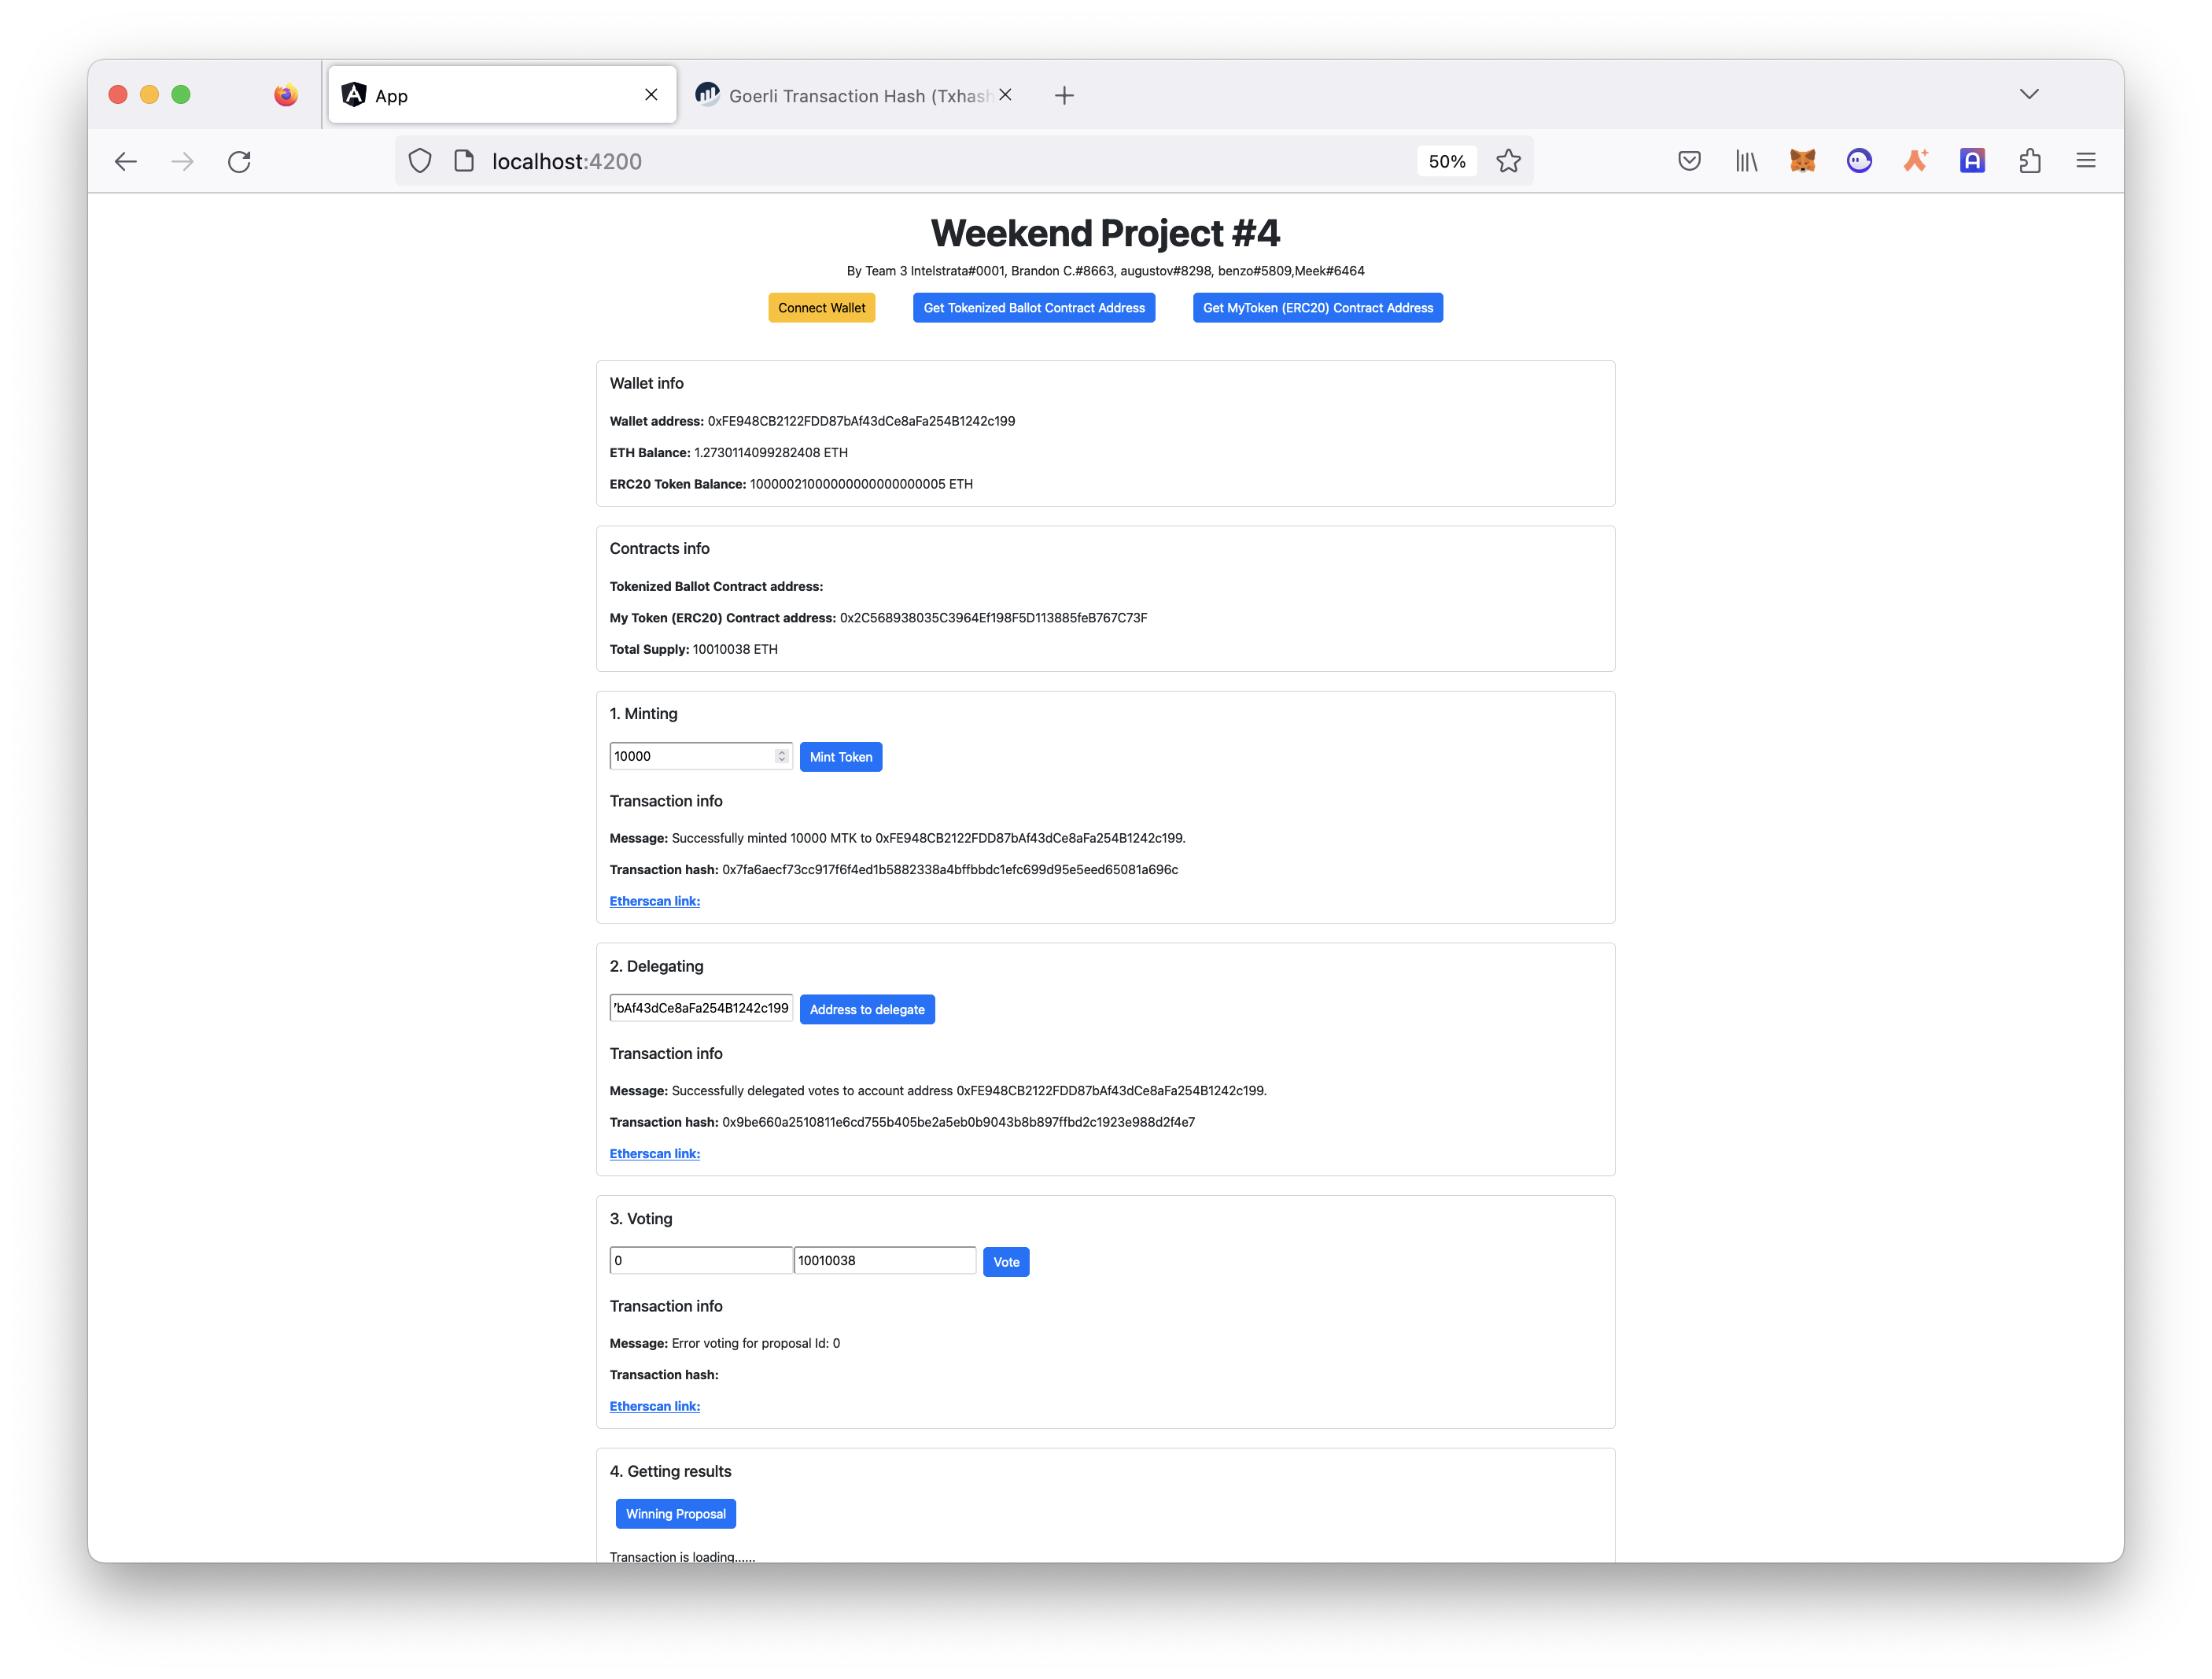 App
Goerli Transaction Hash (Txhash
localhost:4200
50%
Weekend Project #4
By Team 3 Intelstrata#0001, Brandon C.#8663, augustov#8298, benzo#5809,Meek#6464
Connect Wallet
Get Tokenized Ballot Contract Address
Get MyToken (ERC20) Contract Address
Wallet info
Wallet address: 0xFE948CB2122FDD87bAf43dCe8aFa254B1242c199
ETH Balance: 1.2730114099282408 ETH
ERC20 Token Balance: 10000021000000000000000005 ETH
Contracts info
Tokenized Ballot Contract address:
My Token (ERC20) Contract address: 0x2C568938035C3964Ef198F5D113885feB767C73F
Total Supply: 10010038 ETH
1. Minting
10000
Mint Token
Transaction info
Message: Successfully minted 10000 MTK to 0xFE948CB2122FDD87bAf43dCe8aFa254B1242c199.
Transaction hash: 0x7fa6aecf73cc917f6f4ed1b5882338a4bffbbdc1efc699d95e5eed65081a696c
Etherscan link:
2. Delegating
'bAf43dCe8aFa254B1242c199
Address to delegate
Transaction info
Message: Successfully delegated votes to account address 0xFE948CB2122FDD87bAf43dCe8aFa254B1242c199.
Transaction hash: 0x9be660a2510811e6cd755b405be2a5eb0b9043b8b897ffbd2c1923e988d2f4e7
Etherscan link:
3. Voting
0
10010038
Vote
Transaction info
Message: Error voting for proposal Id: 0
Transaction hash:
Etherscan link:
4. Getting results
Winning Proposal
Transaction is loading......